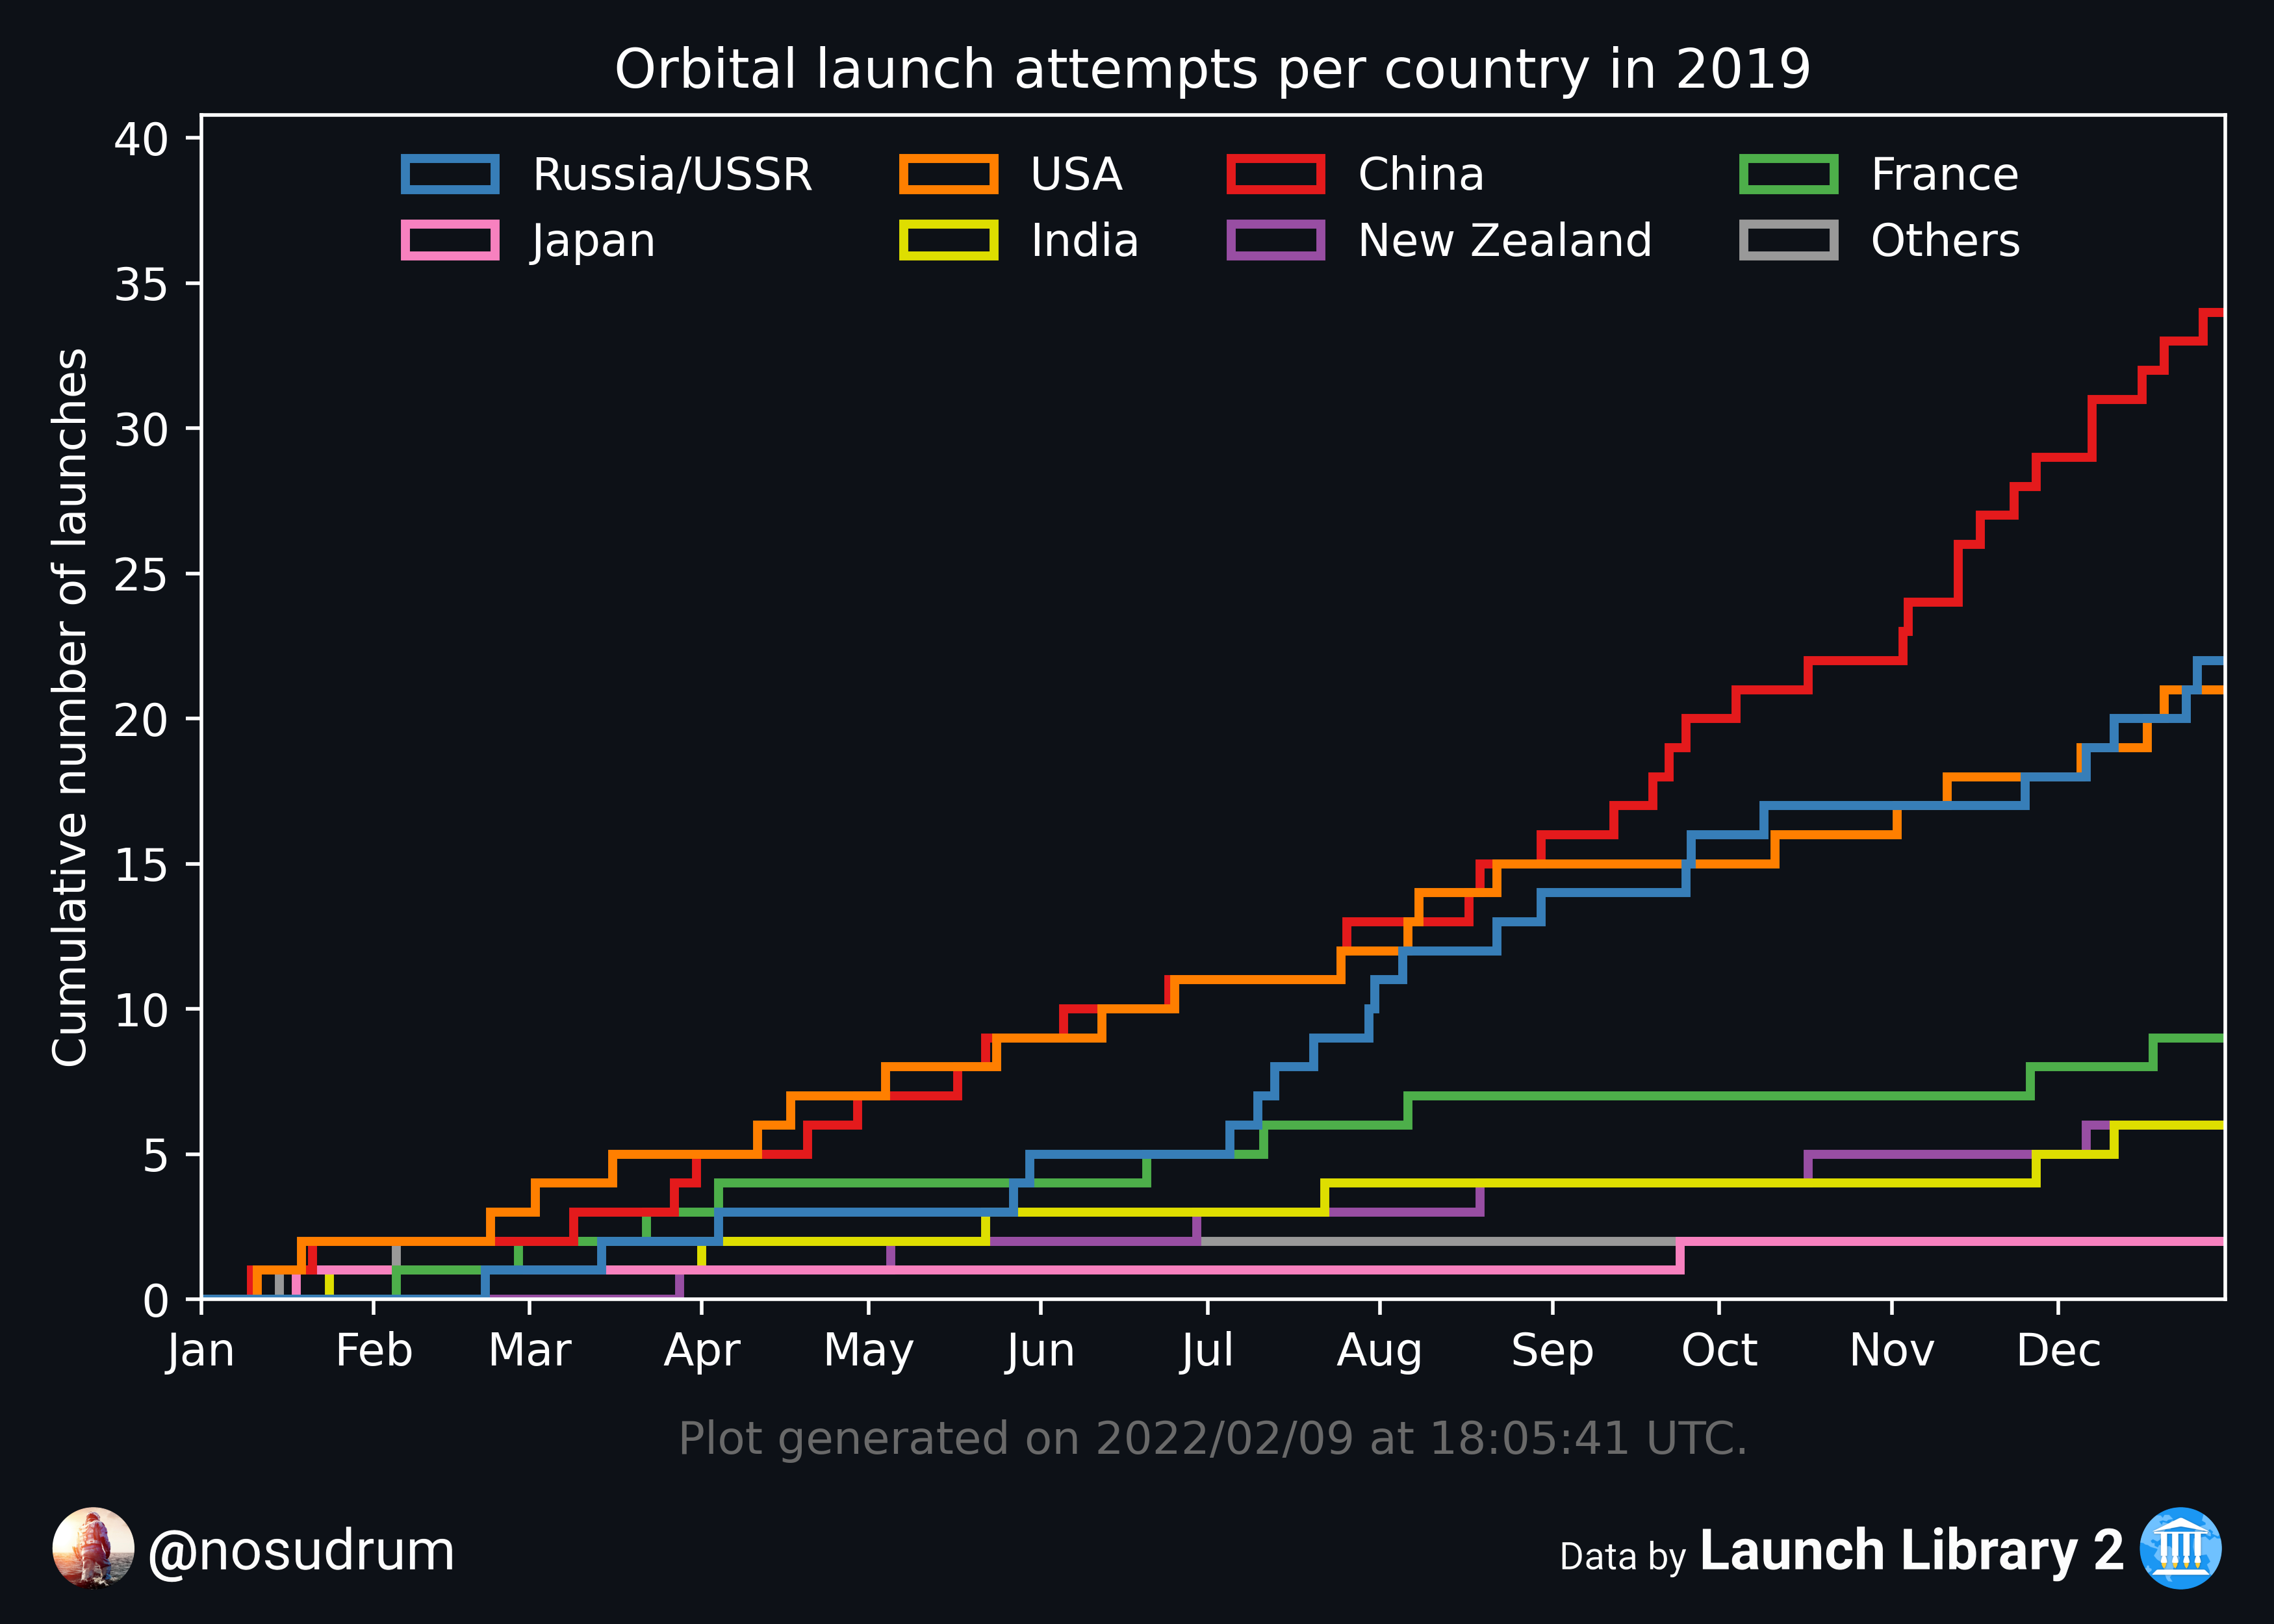 Orbital launch attempts per country in 2019
Russia/USSR USA China France
Japan India New Zealand Others
Cumulative number of launches
40
35
30
25
20
15
10
5
0
Jan Feb Mar Apr May Jun Jul Aug Sep Oct Nov Dec
Plot generated on 2022/02/09 at 18:05:41 UTC.
@nosudrum
Data by Launch Library 2